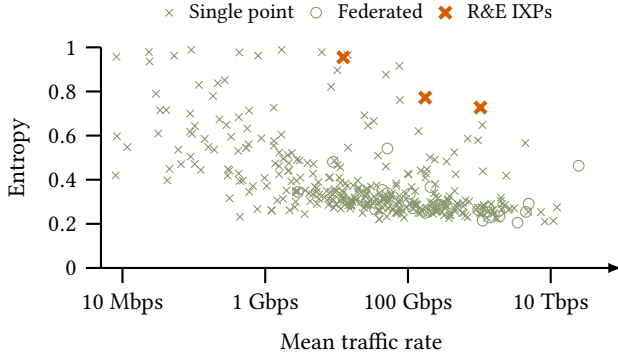 Single point Federated R&E IXPs
1
0.8
0.6
0.4
0.2
0
Entropy
10 Mbps 1 Gbps 100 Gbps 10 Tbps
Mean traffic rate